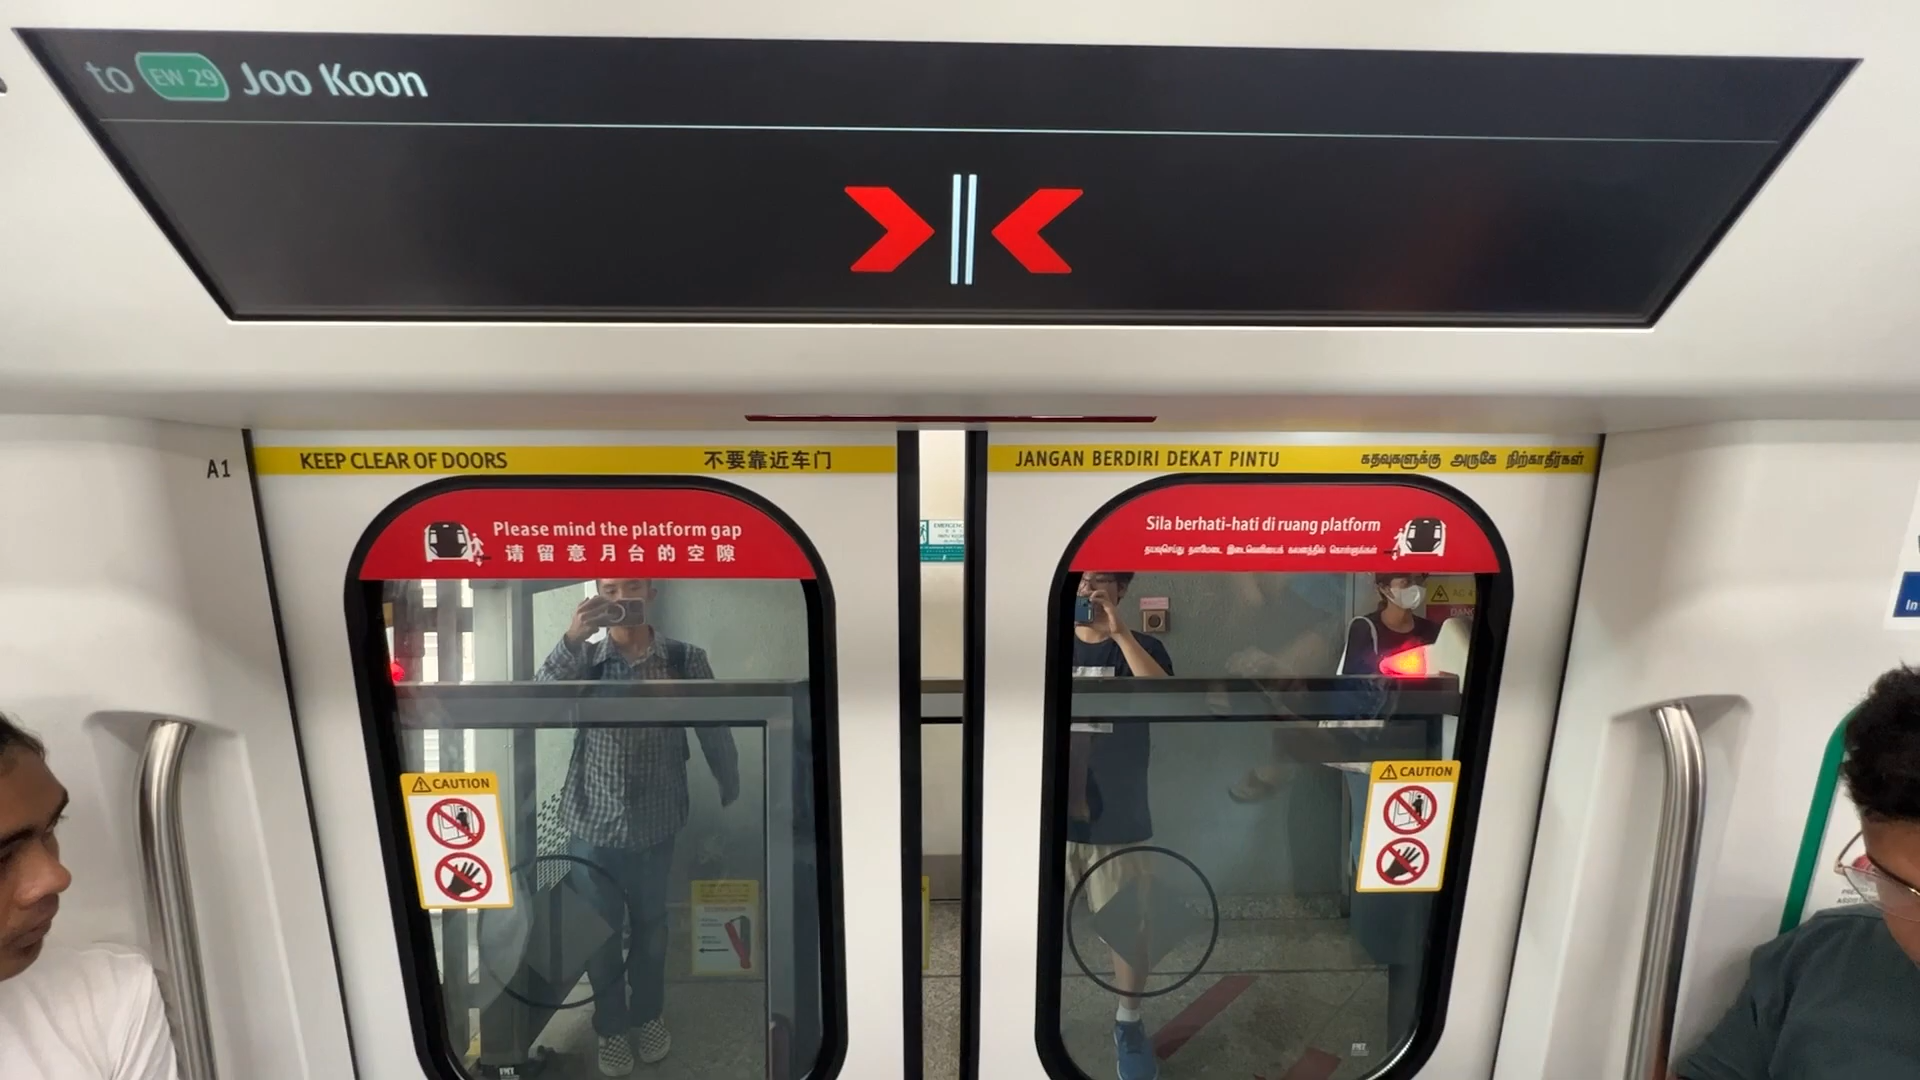 to EW 29 Joo Koon
A1
KEEP CLEAR OF DOORS
不要靠近车门
JANGAN BERDIRI DEKAT PINTU
கதவுகளுக்கு அருகே நிற்காதீர்கள்
Please mind the platform gap
请留意月台的空隙
Sila berhati-hati di ruang platform
CAUTION
CAUTION
In